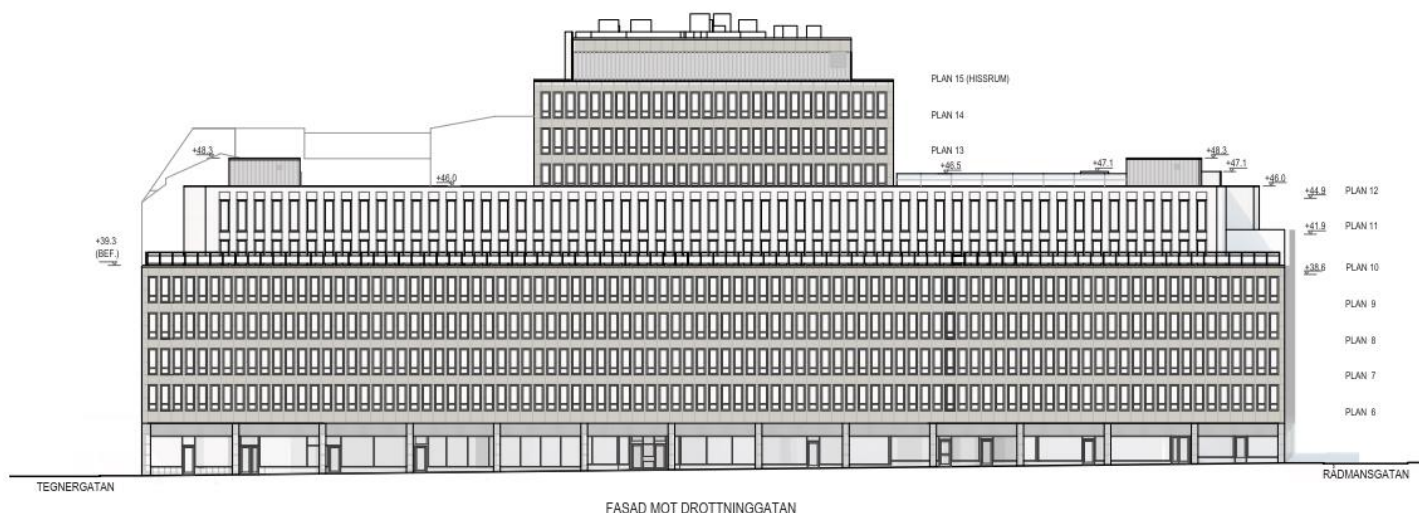 PLAN 15 (HISSRUM)
PLAN 14
PLAN 13
+48.3
+46.0
+46.5
+47.1
+48.3
+47.1
+46.0
+44.9 PLAN 12
+39.3
(BEF.)
+41.9 PLAN 11
+38.6 PLAN 10
PLAN 9
PLAN 8
PLAN 7
PLAN 6
TEGNERGATAN
RÅDMANSGATAN
FASAD MOT DROTTNINGGATAN